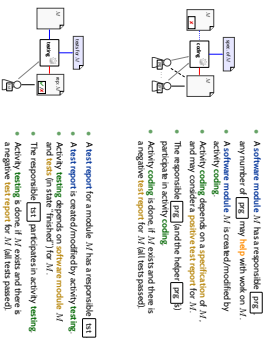 M
spec. of M
coding
M
• A software module M has a responsible prg
any number of prg may help with work on M.
• A software module M is created/modified by
activity coding.
• Activity coding depends on a specification of M,
and may consider a positive test report for M.
• The responsible prg (and the helper prg s)
participate in activity coding.
• Activity coding is done, if M exists and there is
a negative test report for M (all tests passed).
M
tests for M
testing
• A test report for a module M has a responsible tst
• A test report is created/modified by activity testing.
• Activity testing depends on software module M
and tests (in state "finished") for M.
• The responsible tst participates in activity testing.
• Activity testing is done, if M exists and there is
a negative test report for M (all tests passed).